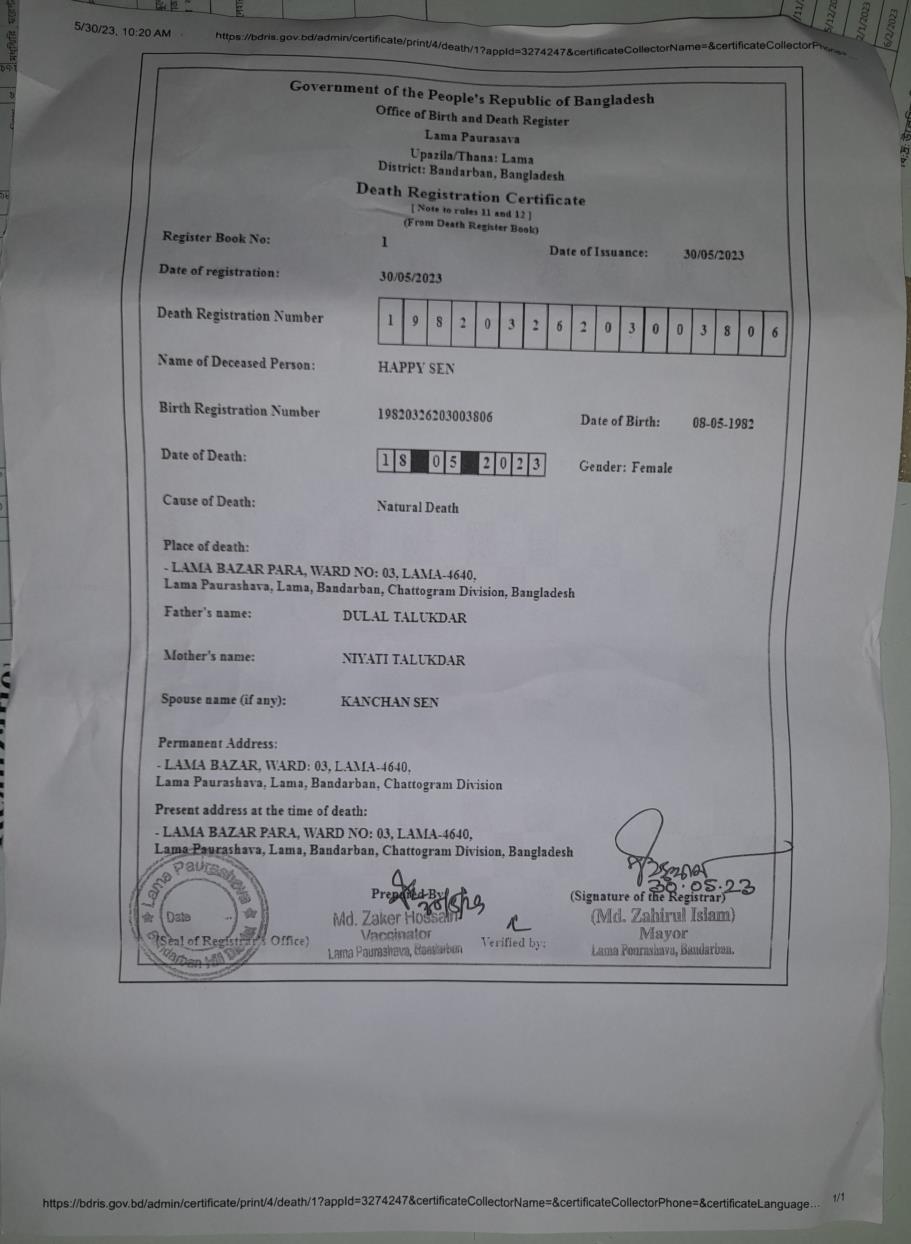 5/30/23, 10:20 AM https://bdris.gov.bd/admin/certificate/print/4/death/1?appId=3274247&certificateCollectorName=&certificateCollectorPhone=
Government of the People's Republic of Bangladesh
Office of Birth and Death Register
Lama Paurasava
Upazila/Thana: Lama
District: Bandarban, Bangladesh
Death Registration Certificate
[ Note to rules 11 and 12 ]
(From Death Register Book)
Register Book No: 1 Date of Issuance: 30/05/2023
Date of registration: 30/05/2023
Death Registration Number 1 9 8 2 0 3 2 6 2 0 3 0 0 3 8 0 6
Name of Deceased Person: HAPPY SEN
Birth Registration Number 19820326203003806 Date of Birth: 08-05-1982
Date of Death: 18 05 2023 Gender: Female
Cause of Death: Natural Death
Place of death:
- LAMA BAZAR PARA, WARD NO: 03, LAMA-4640,
Lama Paurashava, Lama, Bandarban, Chattogram Division, Bangladesh
Father's name: DULAL TALUKDAR
Mother's name: NIYATI TALUKDAR
Spouse name (if any): KANCHAN SEN
Permanent Address:
- LAMA BAZAR, WARD: 03, LAMA-4640,
Lama Paurashava, Lama, Bandarban, Chattogram Division
Present address at the time of death:
- LAMA BAZAR PARA, WARD NO: 03, LAMA-4640,
Lama Paurashava, Lama, Bandarban, Chattogram Division, Bangladesh
Lama Paurashava
Date
Bandarban Hill District
(Seal of Registrar's Office)
Prepared By
Md. Zaker Hossain
Vaccinator
Lama Paurashava, Bandarban
Verified by:
30.05.23
(Signature of the Registrar)
(Md. Zahirul Islam)
Mayor
Lama Pourashava, Bandarban.
https://bdris.gov.bd/admin/certificate/print/4/death/1?appId=3274247&certificateCollectorName=&certificateCollectorPhone=&certificateLanguage... 1/1